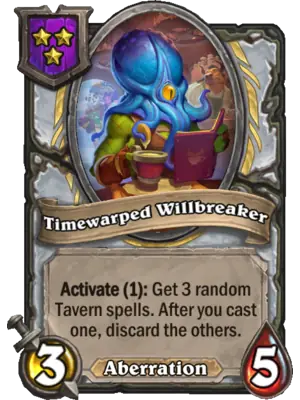 Timewarped Willbreaker
Activate (1): Get 3 random
Tavern spells. After you cast
one, discard the others.
3
Aberration
5